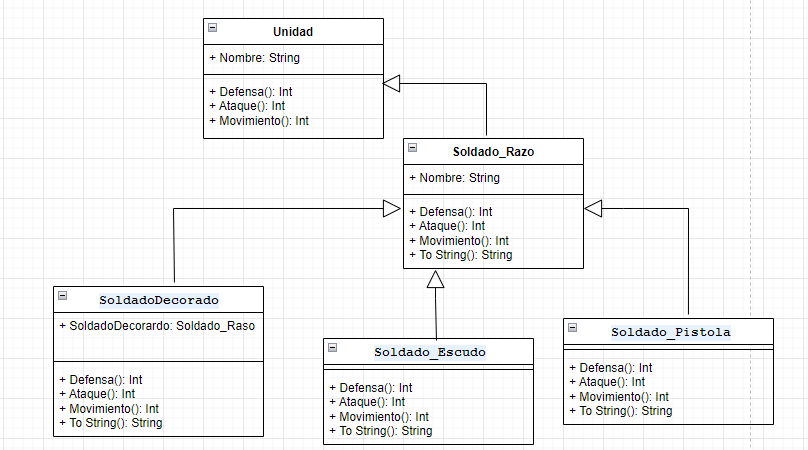 Unidad
+ Nombre: String
+ Defensa(): Int
+ Ataque(): Int
+ Movimiento(): Int
Soldado_Razo
+ Nombre: String
+ Defensa(): Int
+ Ataque(): Int
+ Movimiento(): Int
+ To String(): String
SoldadoDecorado
+ SoldadoDecorardo: Soldado_Raso
+ Defensa(): Int
+ Ataque(): Int
+ Movimiento(): Int
+ To String(): String
Soldado_Escudo
+ Defensa(): Int
+ Ataque(): Int
+ Movimiento(): Int
+ To String(): String
Soldado_Pistola
+ Defensa(): Int
+ Ataque(): Int
+ Movimiento(): Int
+ To String(): String